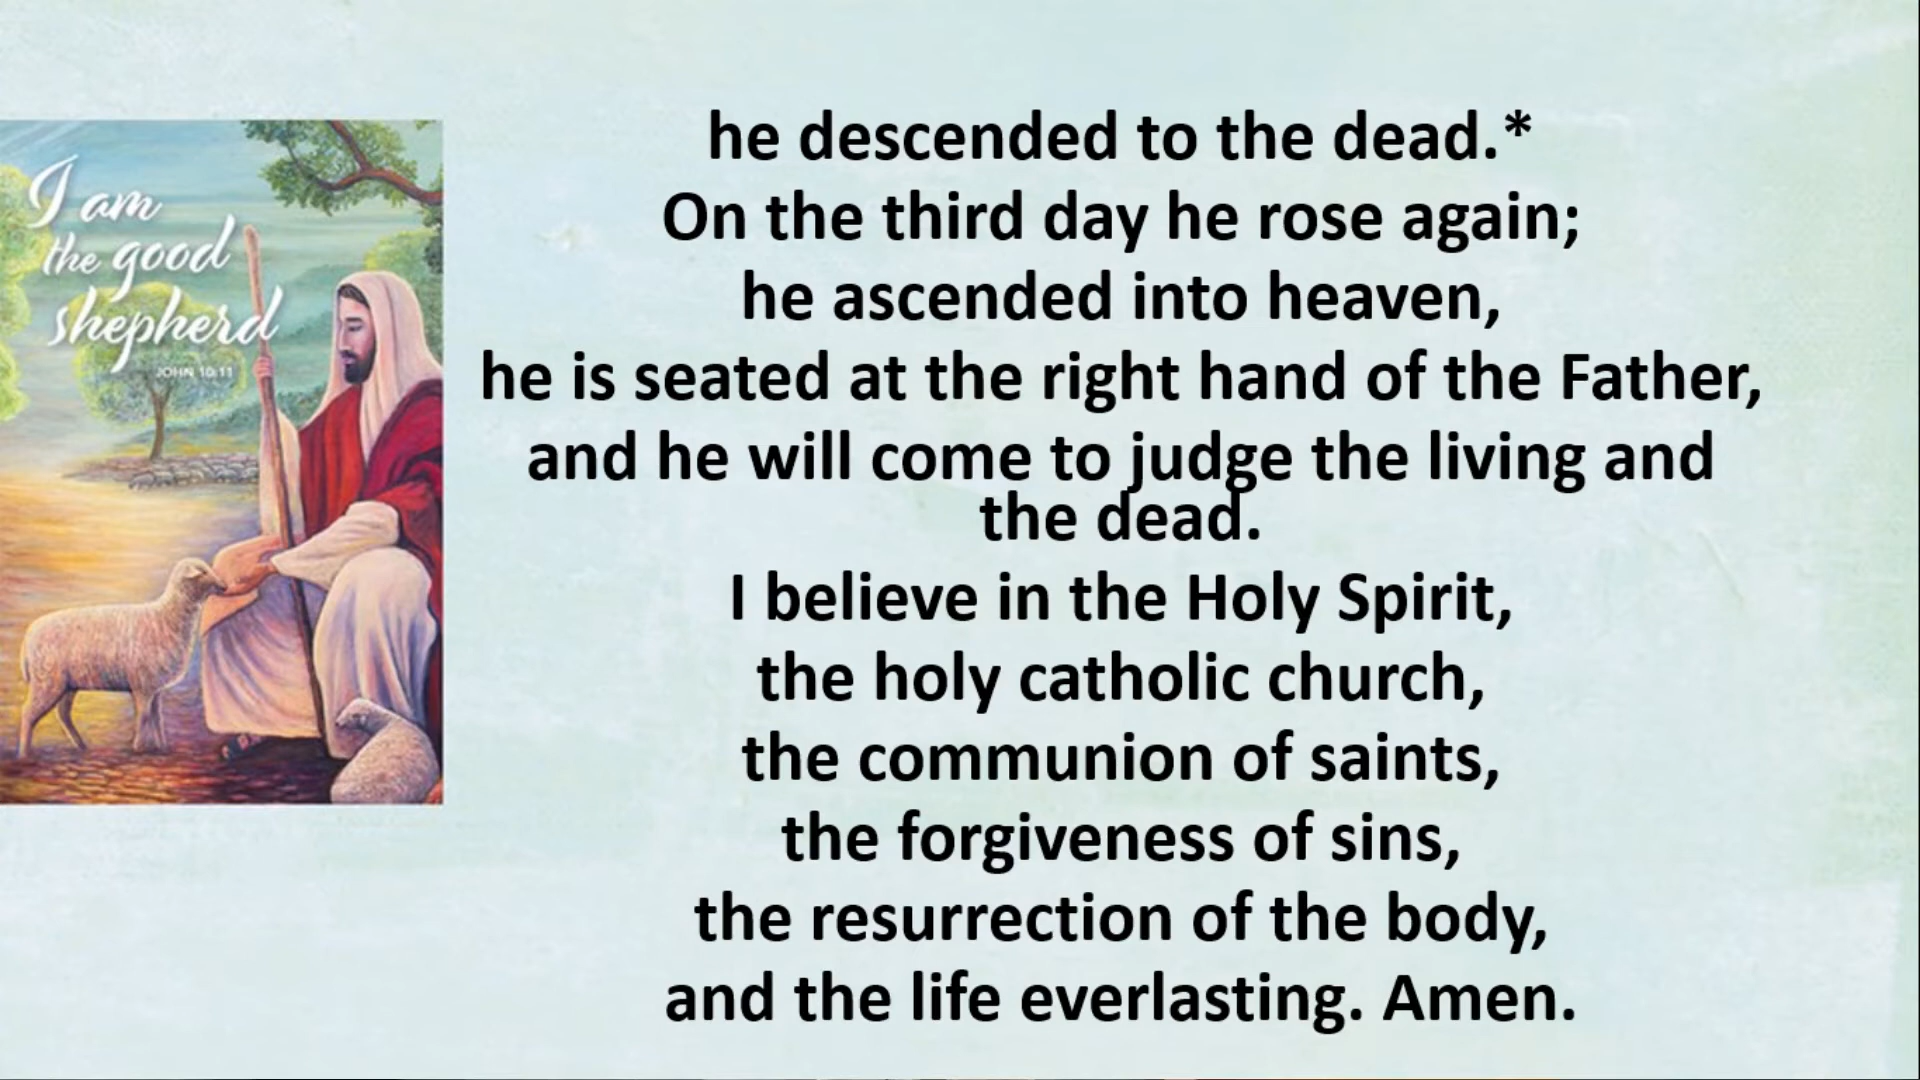 I am
the good
shepherd
JOHN 10:11
he descended to the dead.*
On the third day he rose again;
he ascended into heaven,
he is seated at the right hand of the Father,
and he will come to judge the living and
the dead.
I believe in the Holy Spirit,
the holy catholic church,
the communion of saints,
the forgiveness of sins,
the resurrection of the body,
and the life everlasting. Amen.